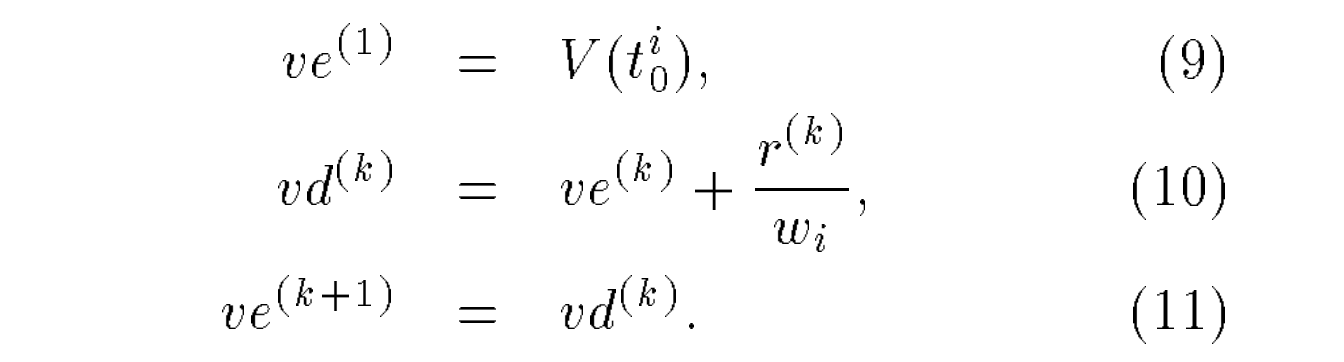 ve^{(1)} = V(t_0^i), (9)
vd^{(k)} = ve^{(k)} + \frac{r^{(k)}}{w_i}, (10)
ve^{(k+1)} = vd^{(k)}. (11)